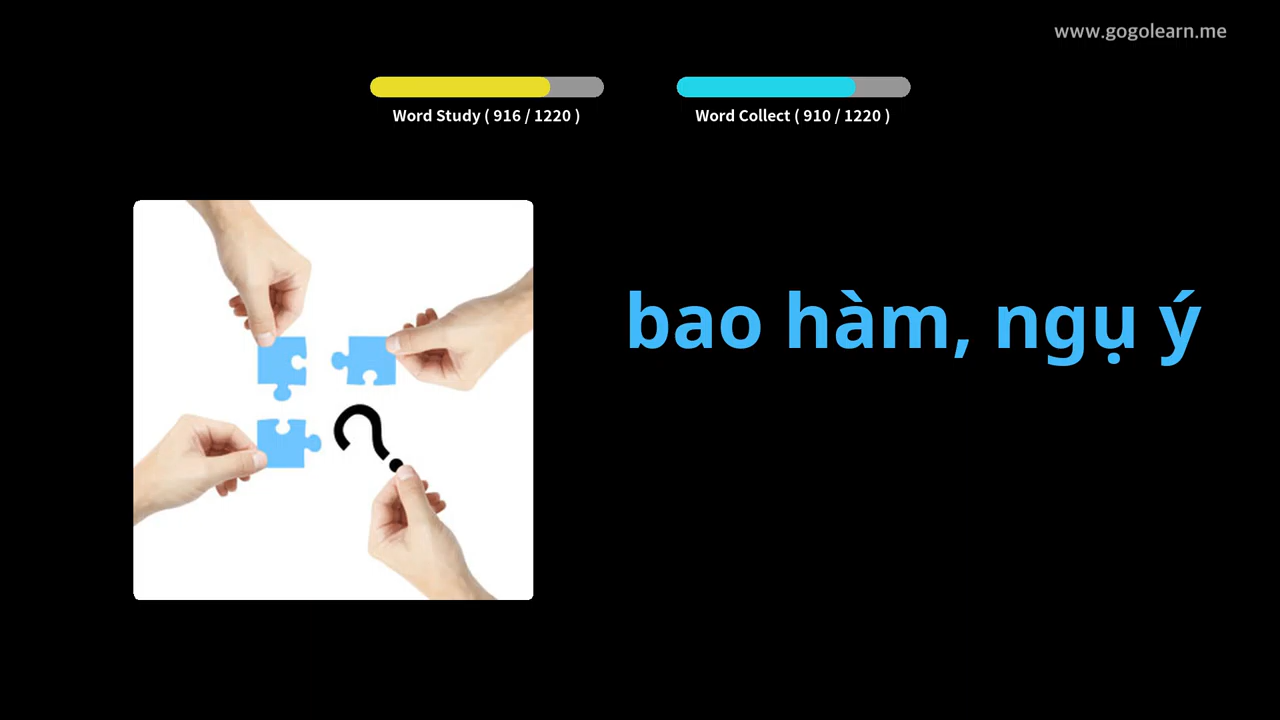 www.gogolearn.me
Word Study ( 916 / 1220 )
Word Collect ( 910 / 1220 )
bao hàm, ngụ ý
?